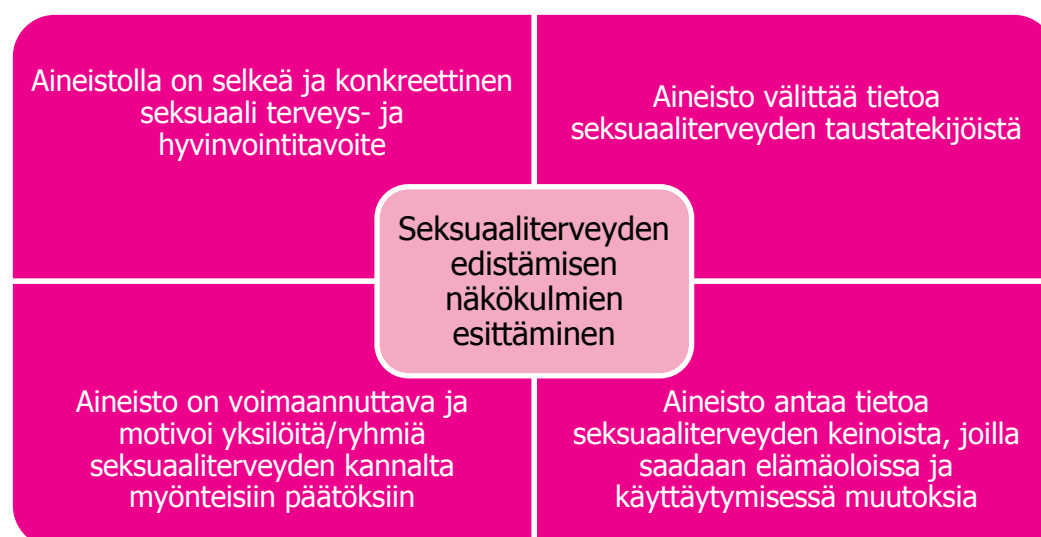 Aineistolla on selkeä ja konkreettinen
seksuaali terveys- ja
hyvinvointitavoite
Aineisto välittää tietoa
seksuaaliterveyden taustatekijöistä
Seksuaaliterveyden
edistämisen
näkökulmien
esittäminen
Aineisto on voimaannuttava ja
motivoi yksilöitä/ryhmiä
seksuaaliterveyden kannalta
myönteisiin päätöksiin
Aineisto antaa tietoa
seksuaaliterveyden keinoista, joilla
saadaan elämäoloissa ja
käyttäytymisessä muutoksia